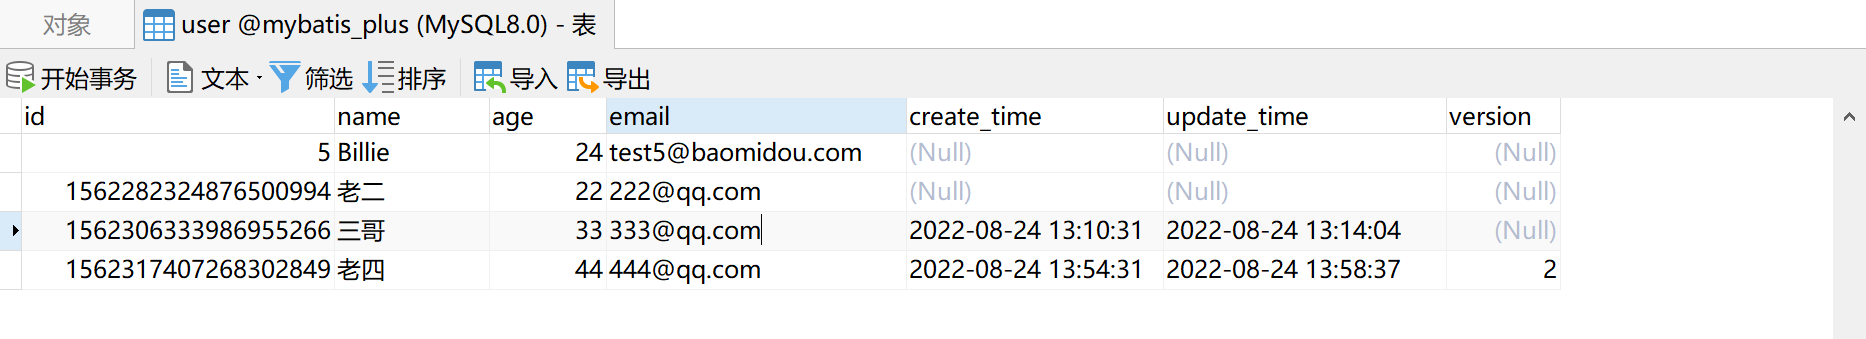 对象 user @mybatis_plus (MySQL8.0) - 表
开始事务 文本 筛选 排序 导入 导出
id name age email create_time update_time version
5 Billie 24 test5@baomidou.com (Null) (Null) (Null)
1562282324876500994 老二 22 222@qq.com (Null) (Null) (Null)
1562306333986955266 三哥 33 333@qq.com 2022-08-24 13:10:31 2022-08-24 13:14:04 (Null)
1562317407268302849 老四 44 444@qq.com 2022-08-24 13:54:31 2022-08-24 13:58:37 2